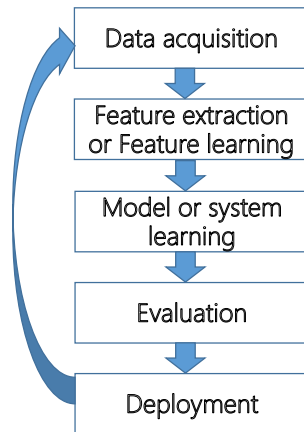 Data acquisition
Feature extraction
or Feature learning
Model or system
learning
Evaluation
Deployment